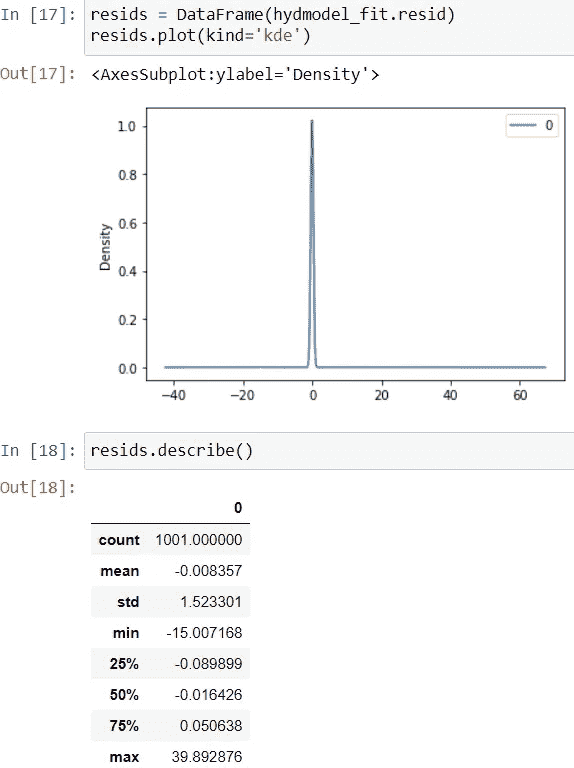 In [17]: resids = DataFrame(hydmodel_fit.resid)
resids.plot(kind='kde')
Out[17]: <AxesSubplot:ylabel='Density'>
0
1.0
0.8
0.6
0.4
0.2
0.0
Density
-40 -20 0 20 40 60
In [18]: resids.describe()
Out[18]:
0
count 1001.000000
mean -0.008357
std 1.523301
min -15.007168
25% -0.089899
50% -0.016426
75% 0.050638
max 39.892876